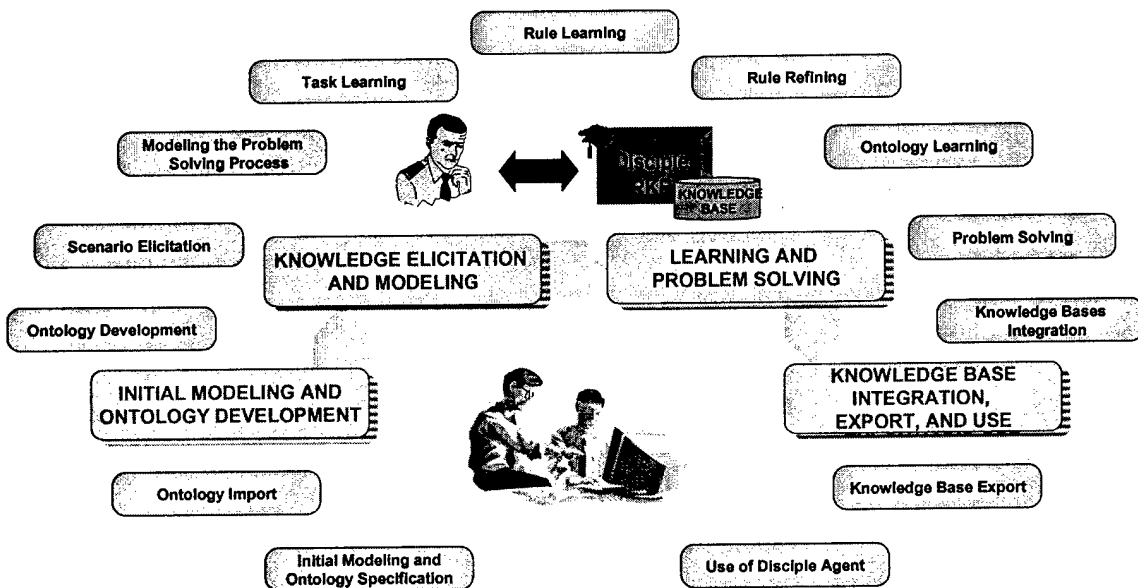 Rule Learning
Task Learning
Rule Refining
Modeling the Problem
Solving Process
Disciple
RKF
Ontology Learning
KNOWLEDGE
BASE
Scenario Elicitation
Problem Solving
KNOWLEDGE ELICITATION
AND MODELING
LEARNING AND
PROBLEM SOLVING
Ontology Development
Knowledge Bases
Integration
INITIAL MODELING AND
ONTOLOGY DEVELOPMENT
KNOWLEDGE BASE
INTEGRATION,
EXPORT, AND USE
Ontology Import
Knowledge Base Export
Initial Modeling and
Ontology Specification
Use of Disciple Agent